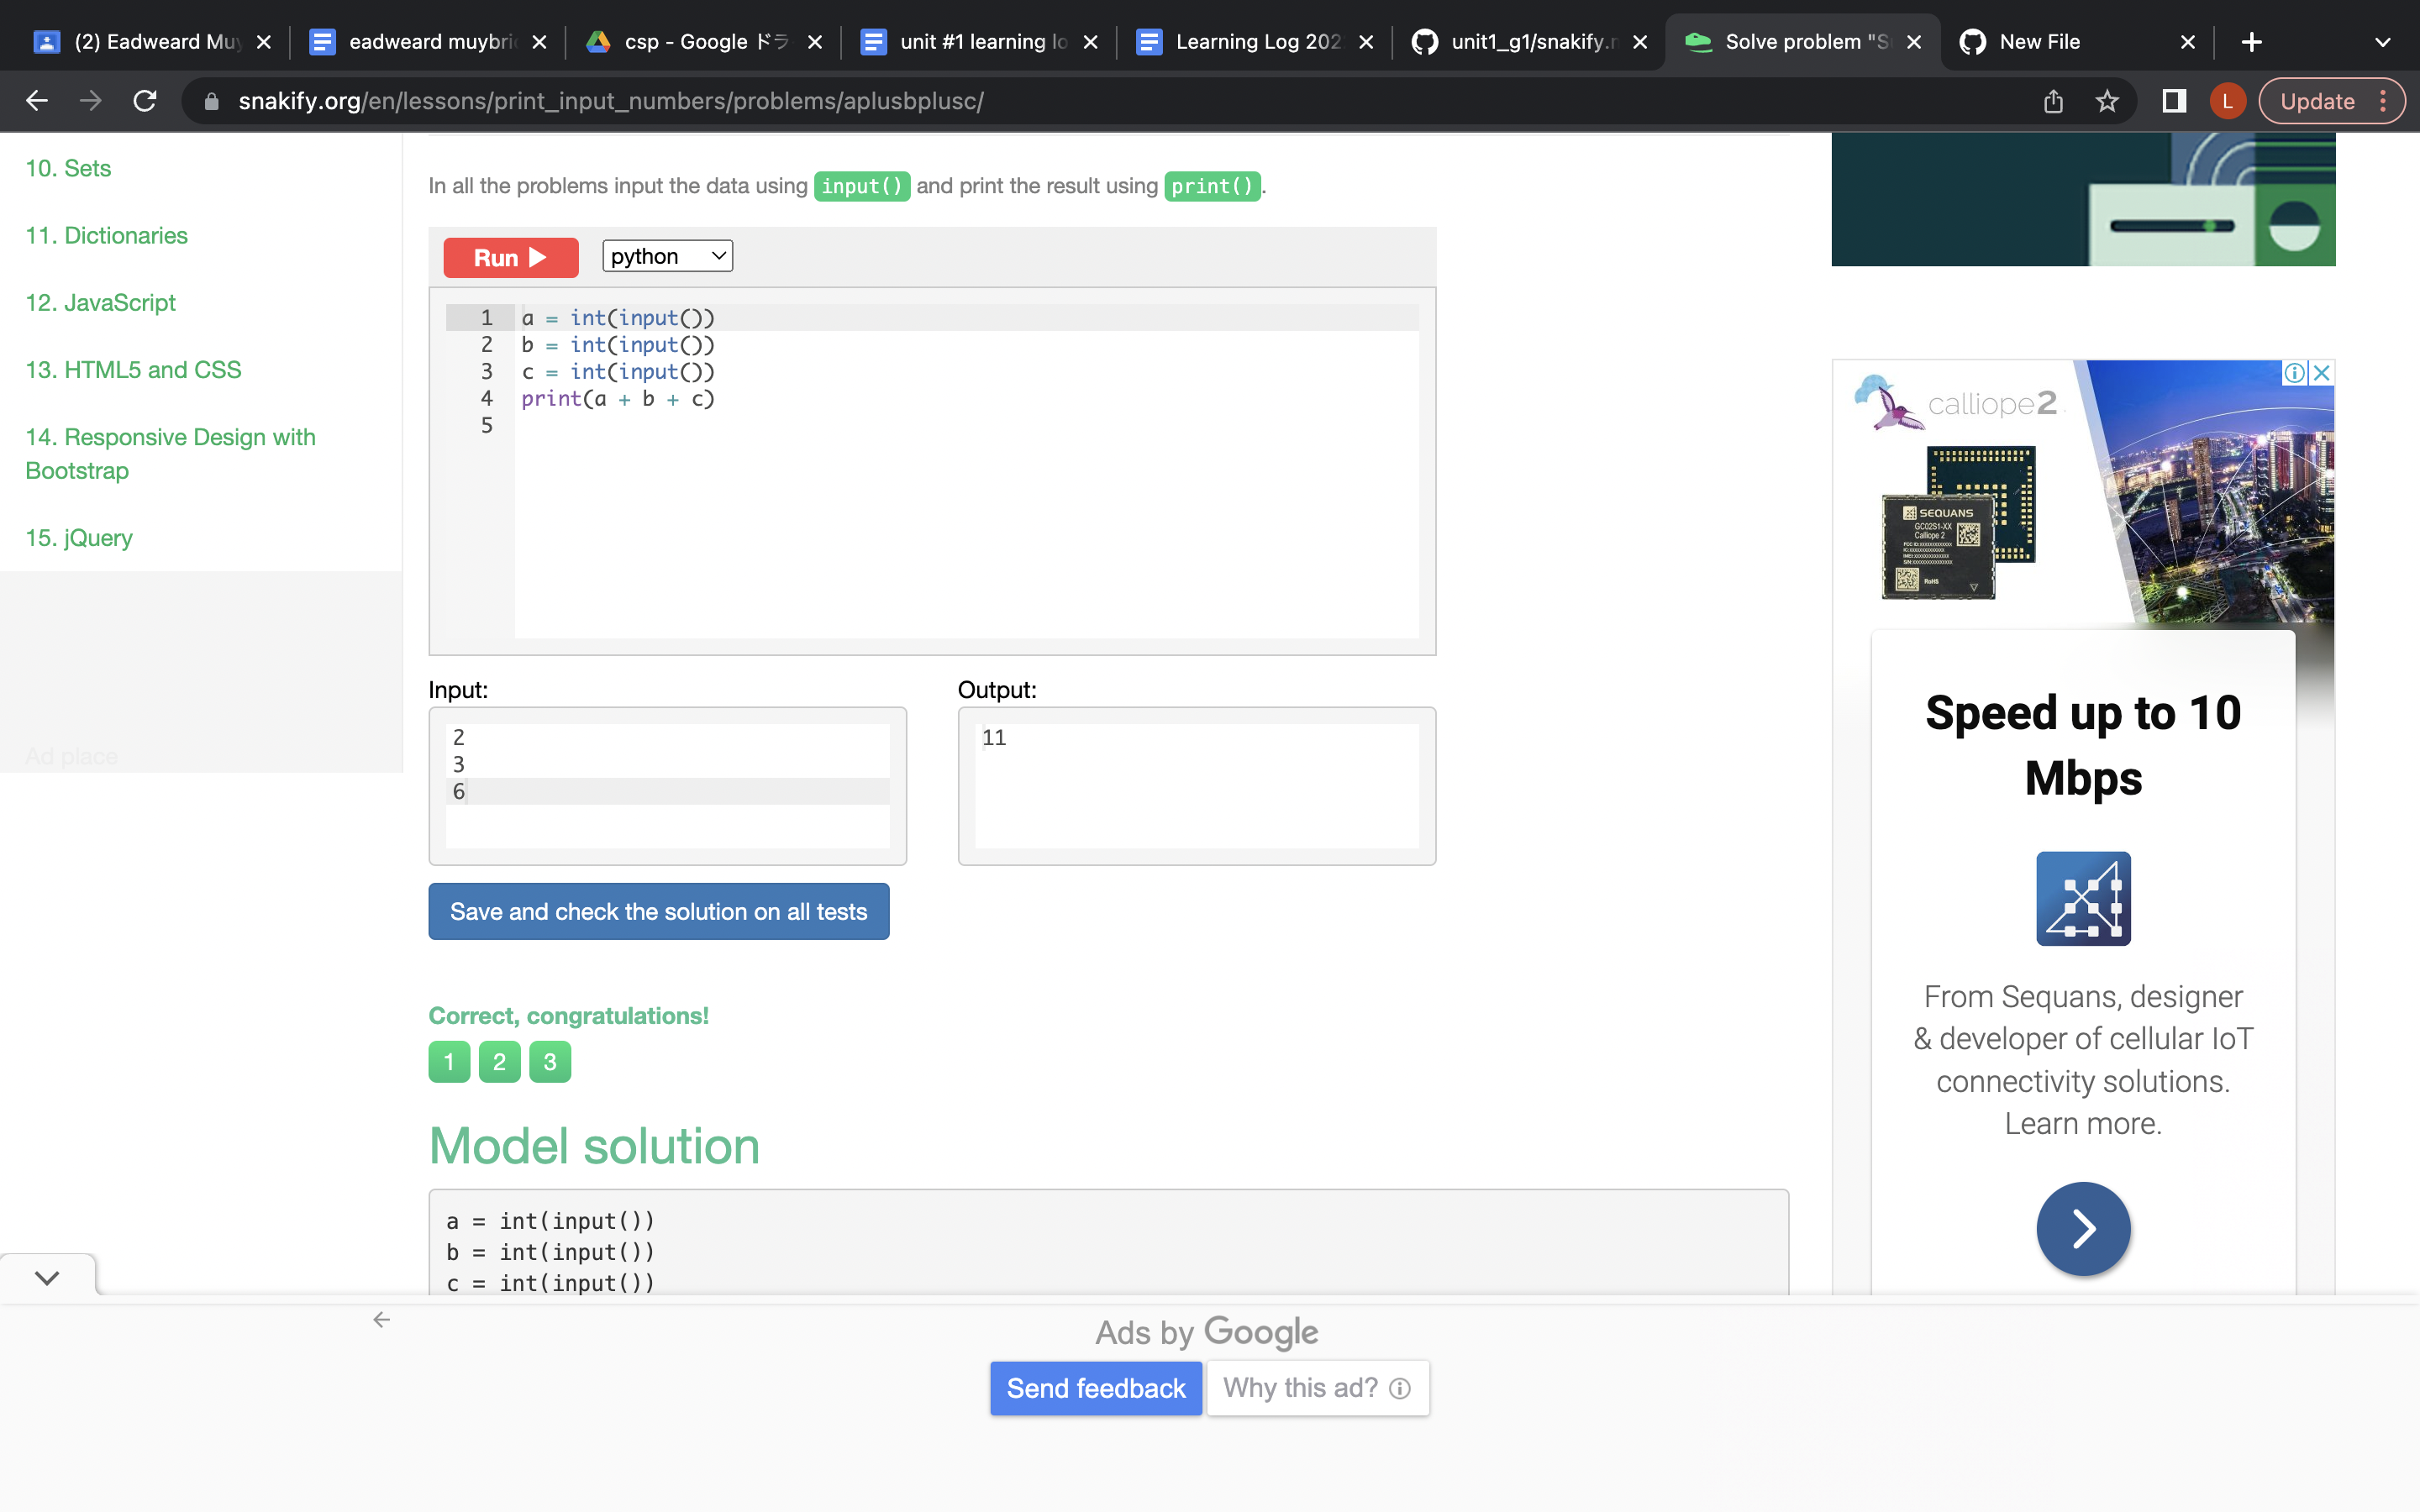 (2) Eadweard Muy
eadweard muybri
csp - Google ドラ
unit #1 learning lo
Learning Log 202
unit1_g1/snakify.
Solve problem "S
New File
snakify.org/en/lessons/print_input_numbers/problems/aplusbplusc/
L
Update
10. Sets
11. Dictionaries
12. JavaScript
13. HTML5 and CSS
14. Responsive Design with
Bootstrap
15. jQuery
Ad place
In all the problems input the data using input() and print the result using print().
Run
python
1 a = int(input())
2 b = int(input())
3 c = int(input())
4 print(a + b + c)
5
Input:
2
3
6
Output:
11
Save and check the solution on all tests
Correct, congratulations!
1 2 3
Model solution
a = int(input())
b = int(input())
c = int(input())
calliope2
SEQUANS
GC02S1-XX
Calliope 2
RoHS
Speed up to 10
Mbps
From Sequans, designer
& developer of cellular IoT
connectivity solutions.
Learn more.
Ads by Google
Send feedback
Why this ad?